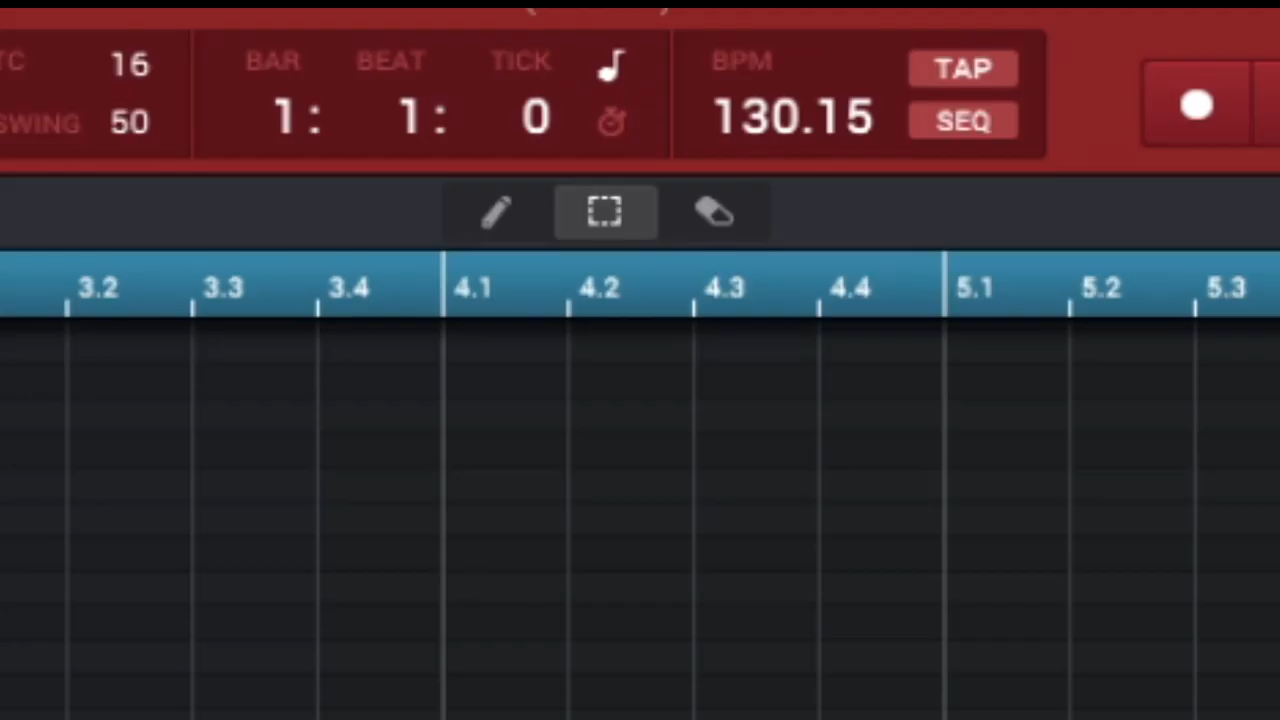 TC 16 BAR BEAT TICK BPM TAP
SWING 50 1: 1: 0 130.15 SEQ
3.2 3.3 3.4 4.1 4.2 4.3 4.4 5.1 5.2 5.3